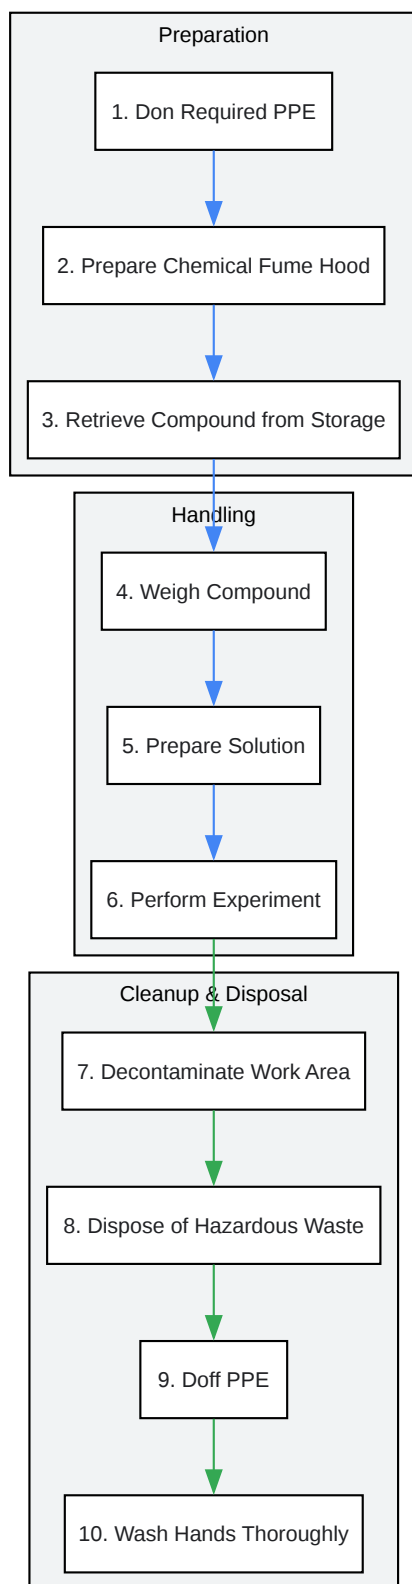 Preparation
1. Don Required PPE
2. Prepare Chemical Fume Hood
3. Retrieve Compound from Storage
Handling
4. Weigh Compound
5. Prepare Solution
6. Perform Experiment
Cleanup & Disposal
7. Decontaminate Work Area
8. Dispose of Hazardous Waste
9. Doff PPE
10. Wash Hands Thoroughly